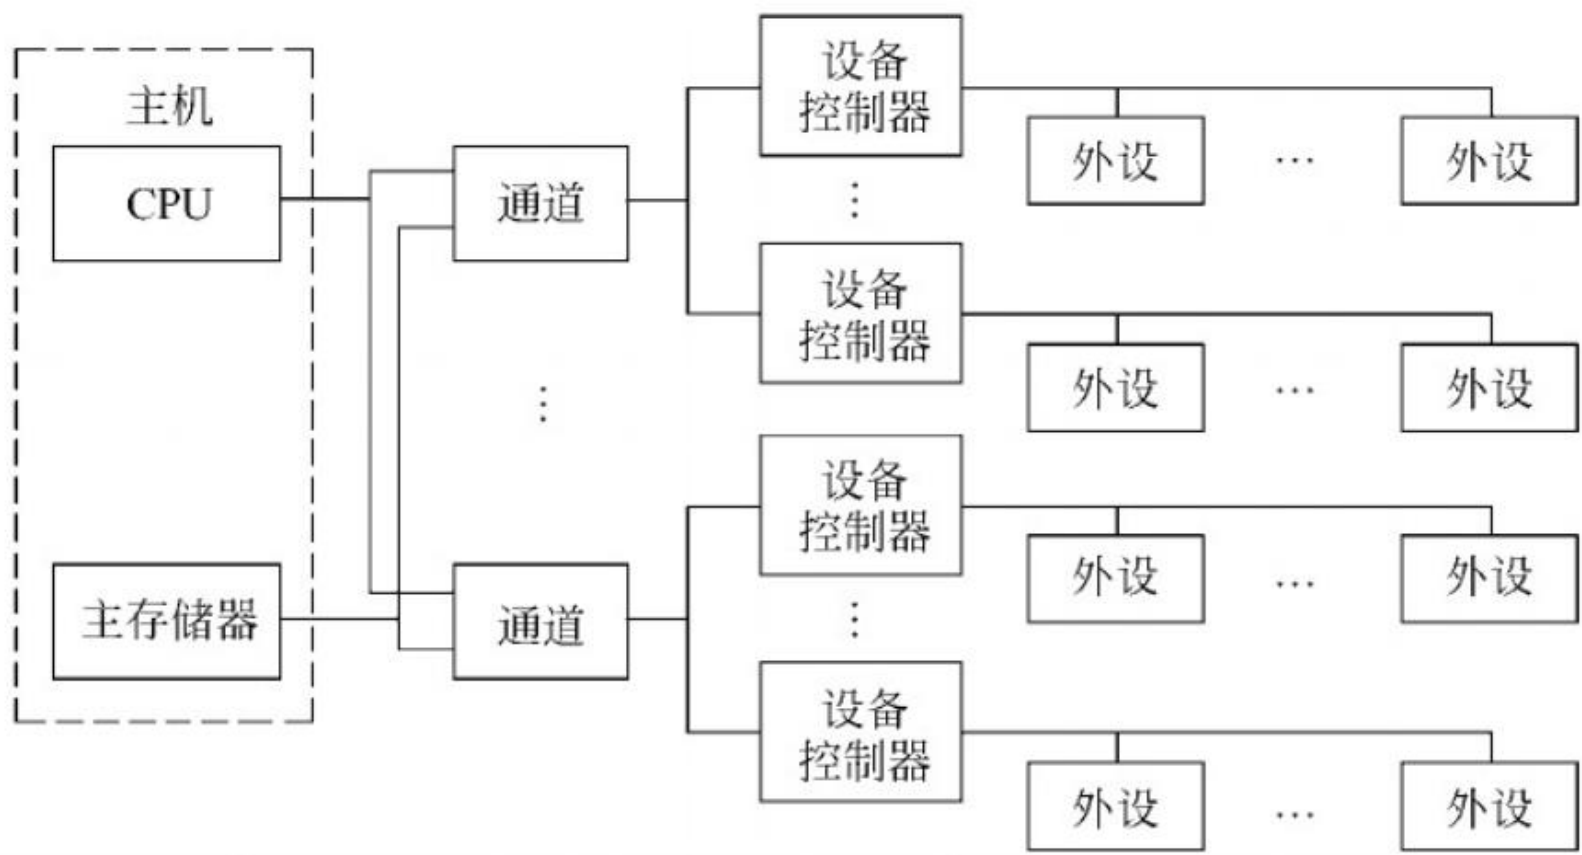 主机
CPU
主存储器
通道
⋮
通道
设备
控制器
⋮
设备
控制器
设备
控制器
⋮
设备
控制器
外设 … 外设
外设 … 外设
外设 … 外设
外设 … 外设